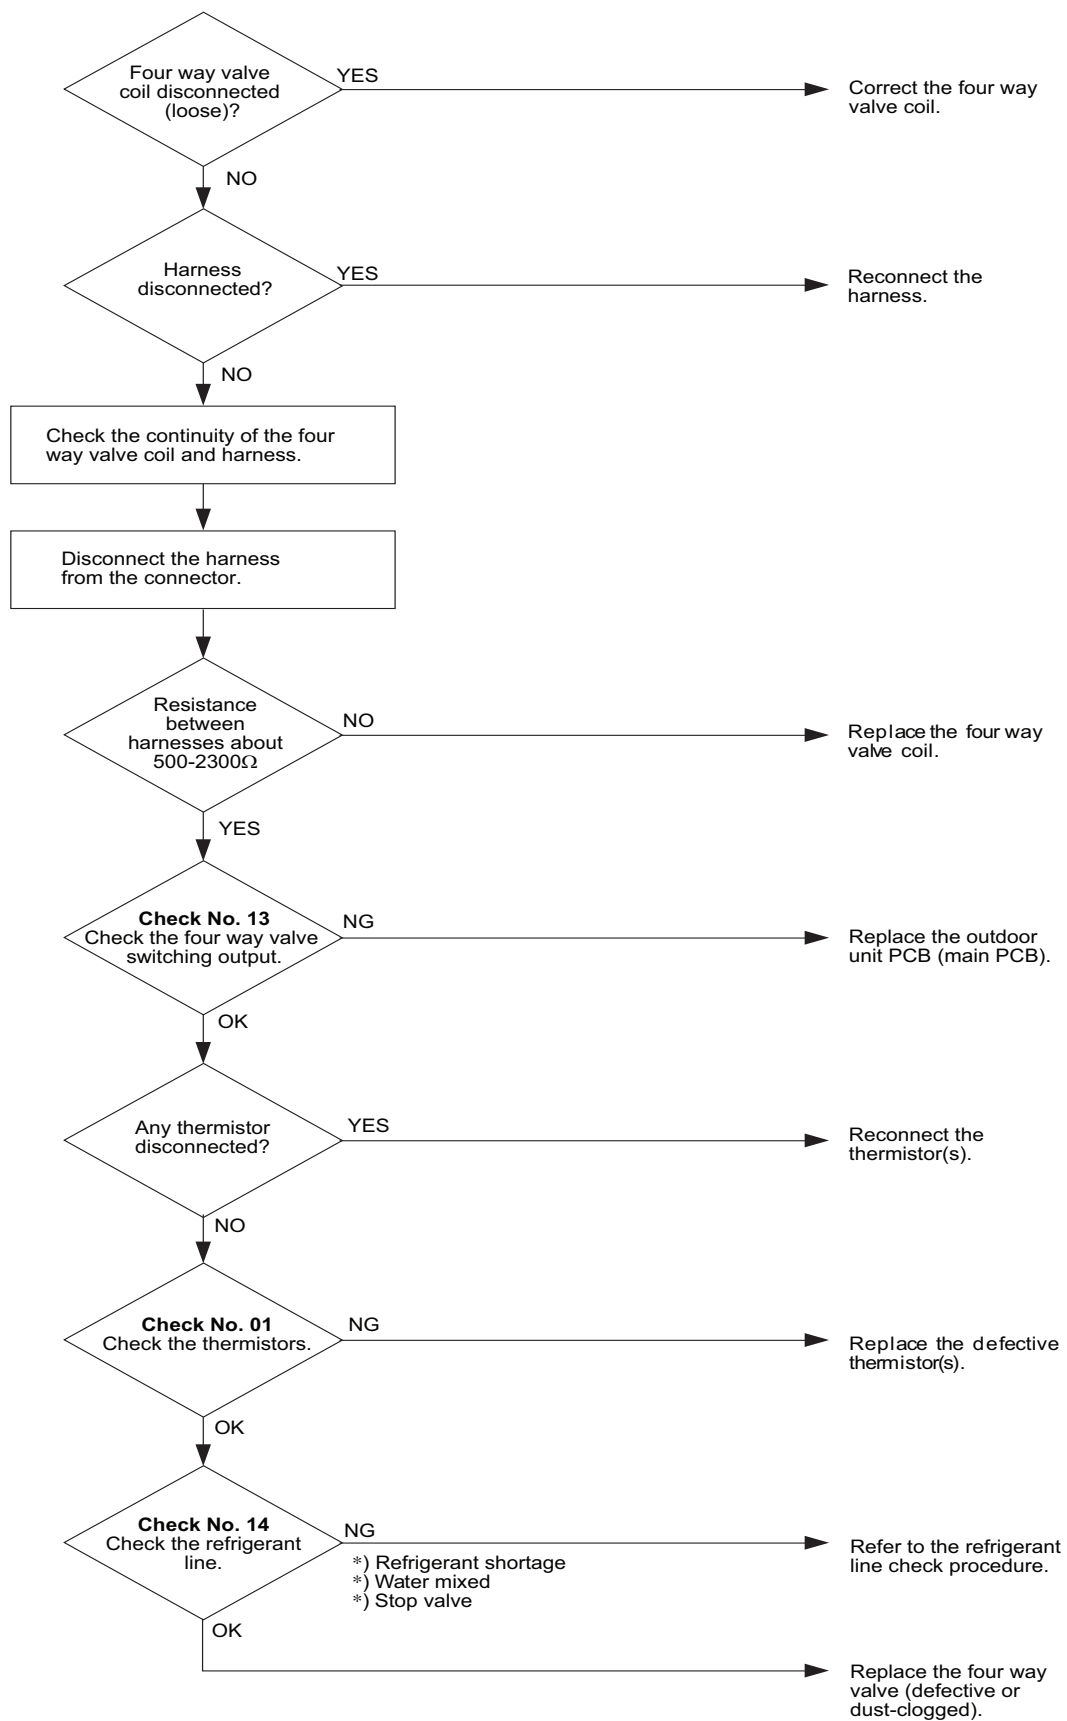 Four way valve
coil disconnected
(loose)?
YES
Correct the four way
valve coil.
NO
Harness
disconnected?
YES
Reconnect the
harness.
NO
Check the continuity of the four
way valve coil and harness.
Disconnect the harness
from the connector.
Resistance
between
harnesses about
500-2300Ω
NO
Replace the four way
valve coil.
YES
Check No. 13
Check the four way valve
switching output.
NG
Replace the outdoor
unit PCB (main PCB).
OK
Any thermistor
disconnected?
YES
Reconnect the
thermistor(s).
NO
Check No. 01
Check the thermistors.
NG
Replace the defective
thermistor(s).
OK
Check No. 14
Check the refrigerant
line.
NG
*) Refrigerant shortage
*) Water mixed
*) Stop valve
Refer to the refrigerant
line check procedure.
OK
Replace the four way
valve (defective or
dust-clogged).